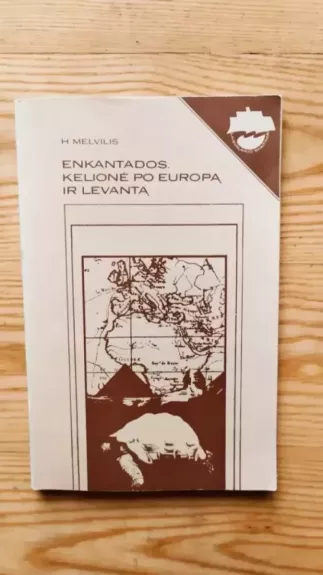 H MELVILIS
ENKANTADOS.
KELIONĖ PO EUROPĄ
IR LEVANTĄ